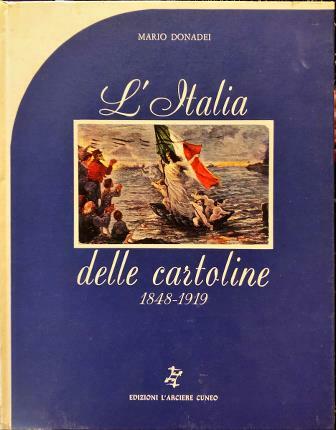 MARIO DONADEI
L'Italia
delle cartoline
1848-1919
EDIZIONI L'ARCIERE CUNEO